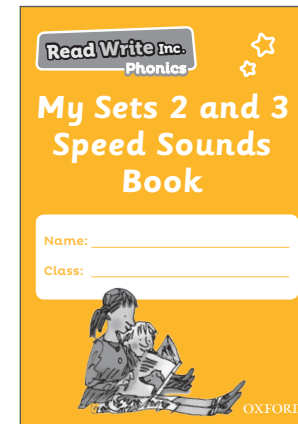 Read Write Inc.
Phonics
My Sets 2 and 3
Speed Sounds
Book
Name:
Class:
OXFORD